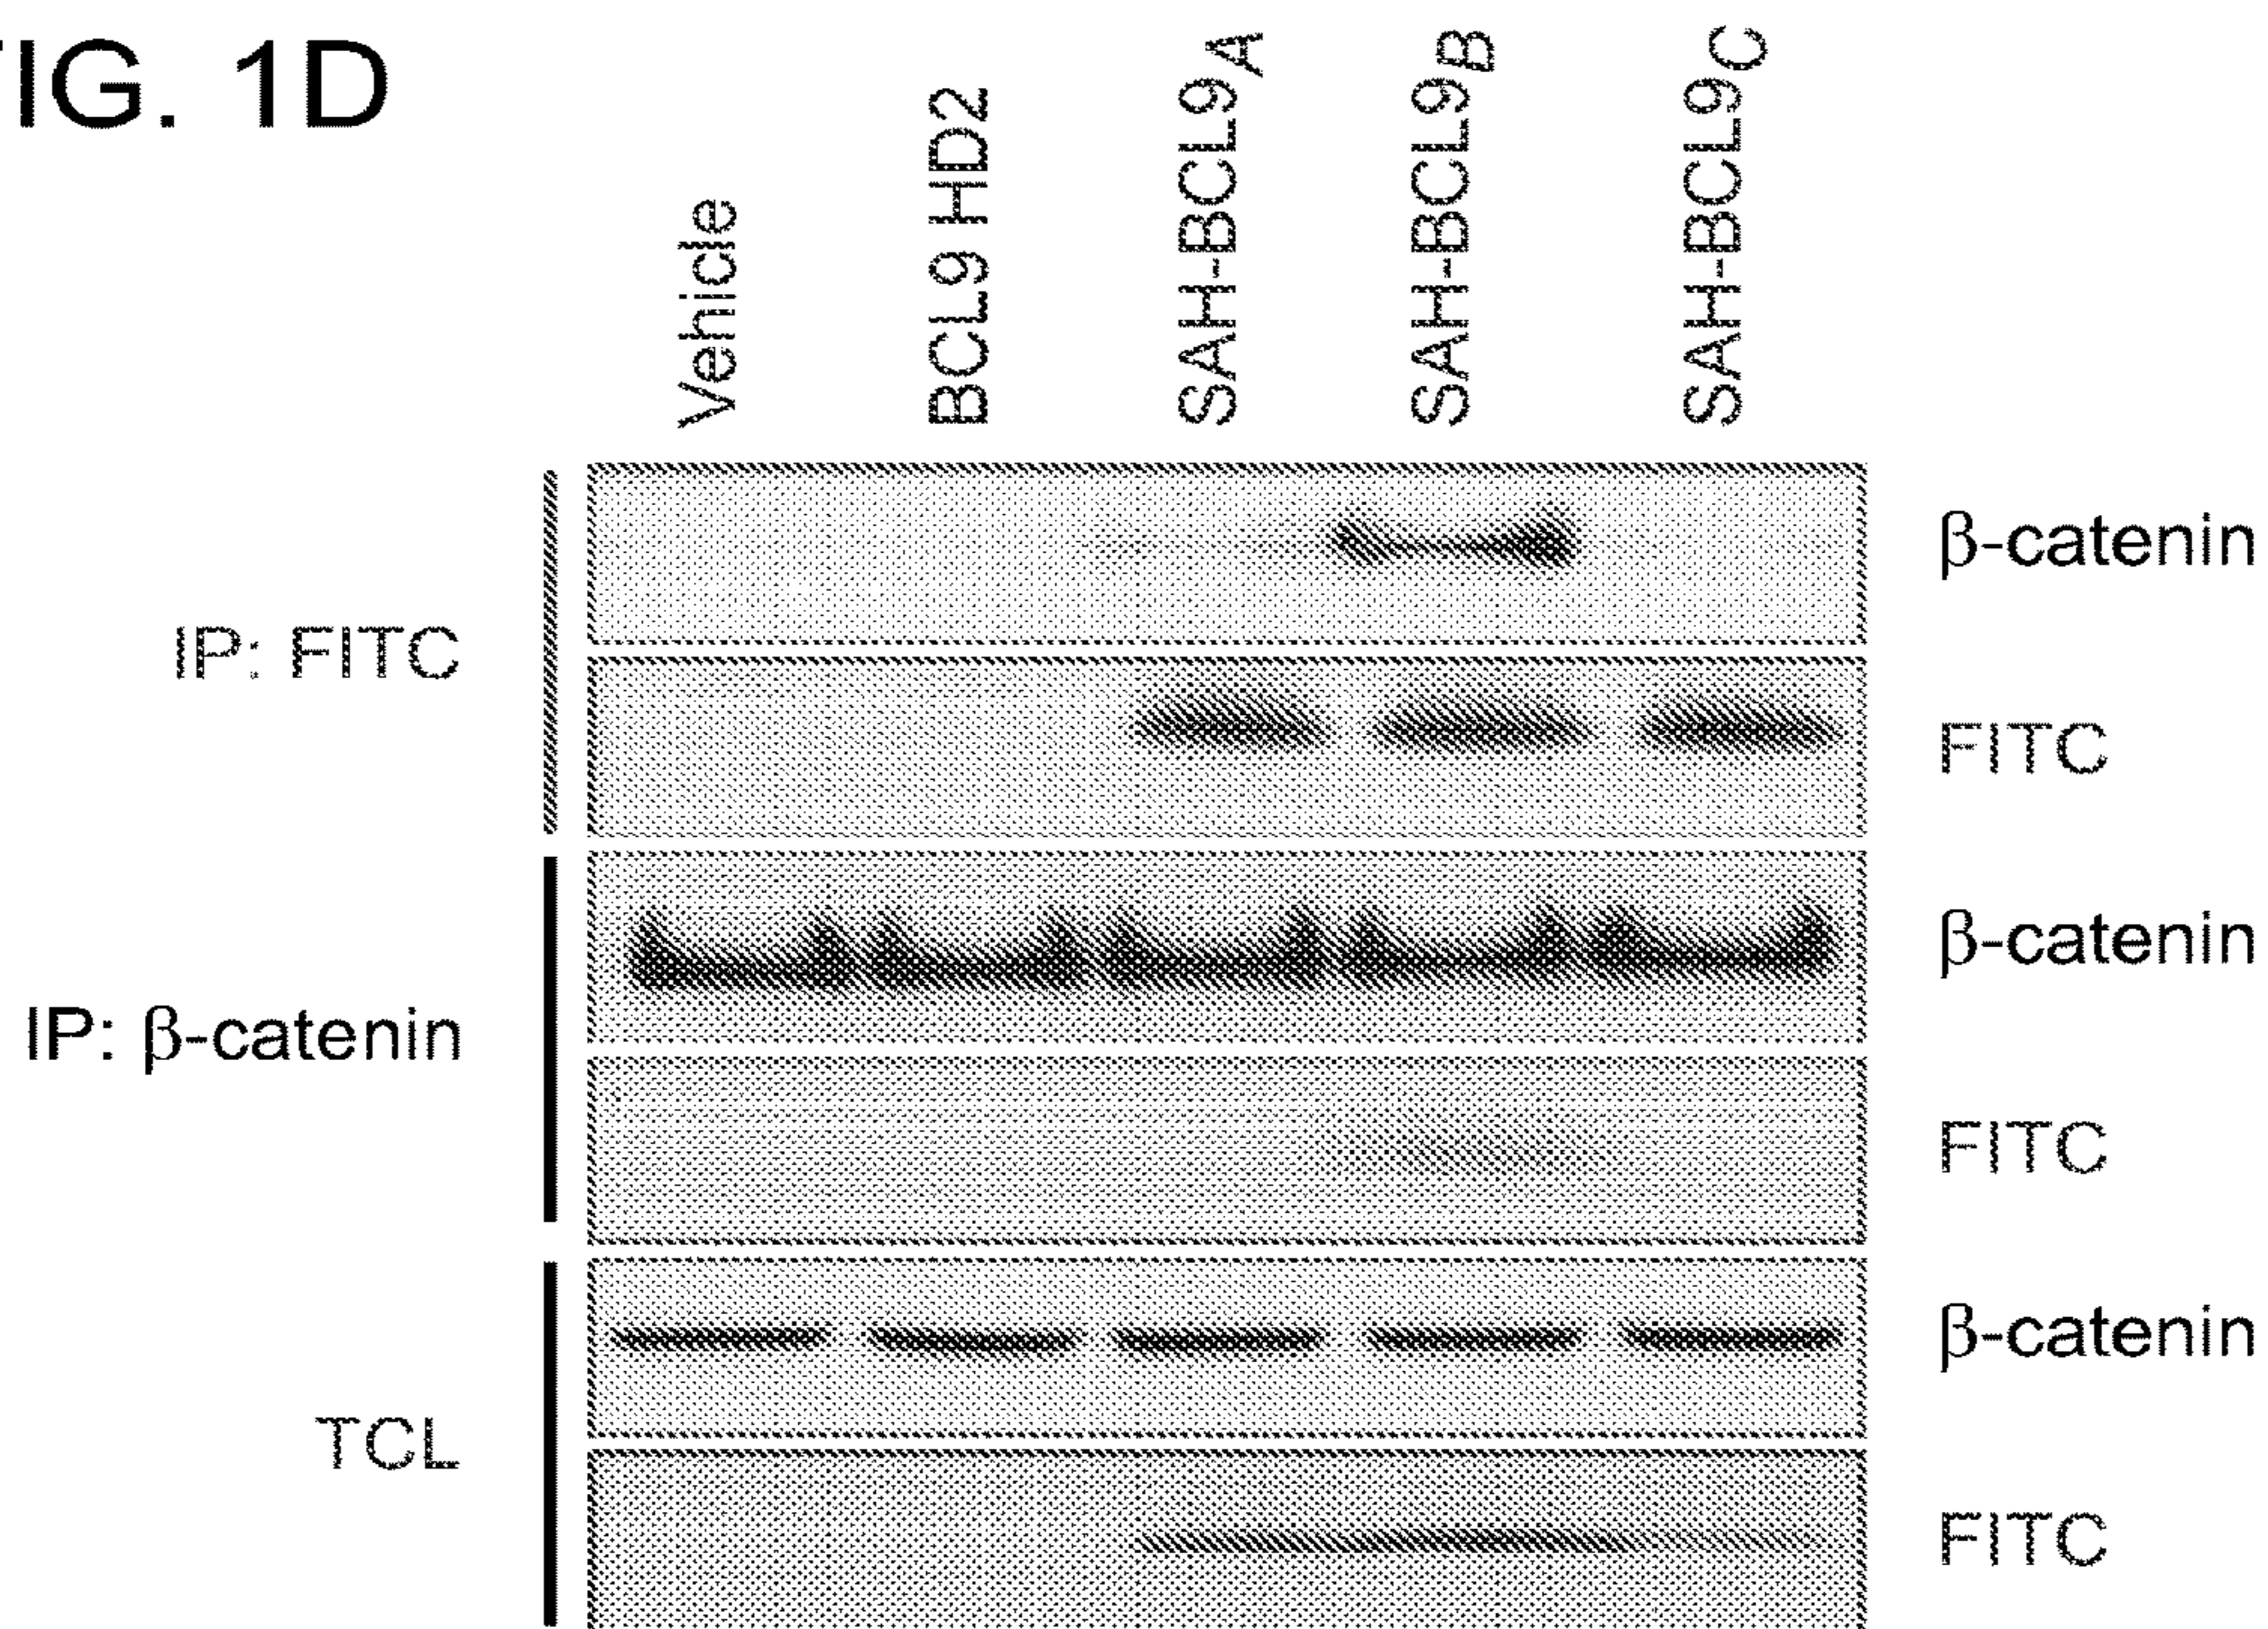 FIG. 1D
Vehicle
BCL9 HD2
SAH-BCL9A
SAH-BCL9B
SAH-BCL9C
IP: FITC
β-catenin
FITC
IP: β-catenin
β-catenin
FITC
TCL
β-catenin
FITC